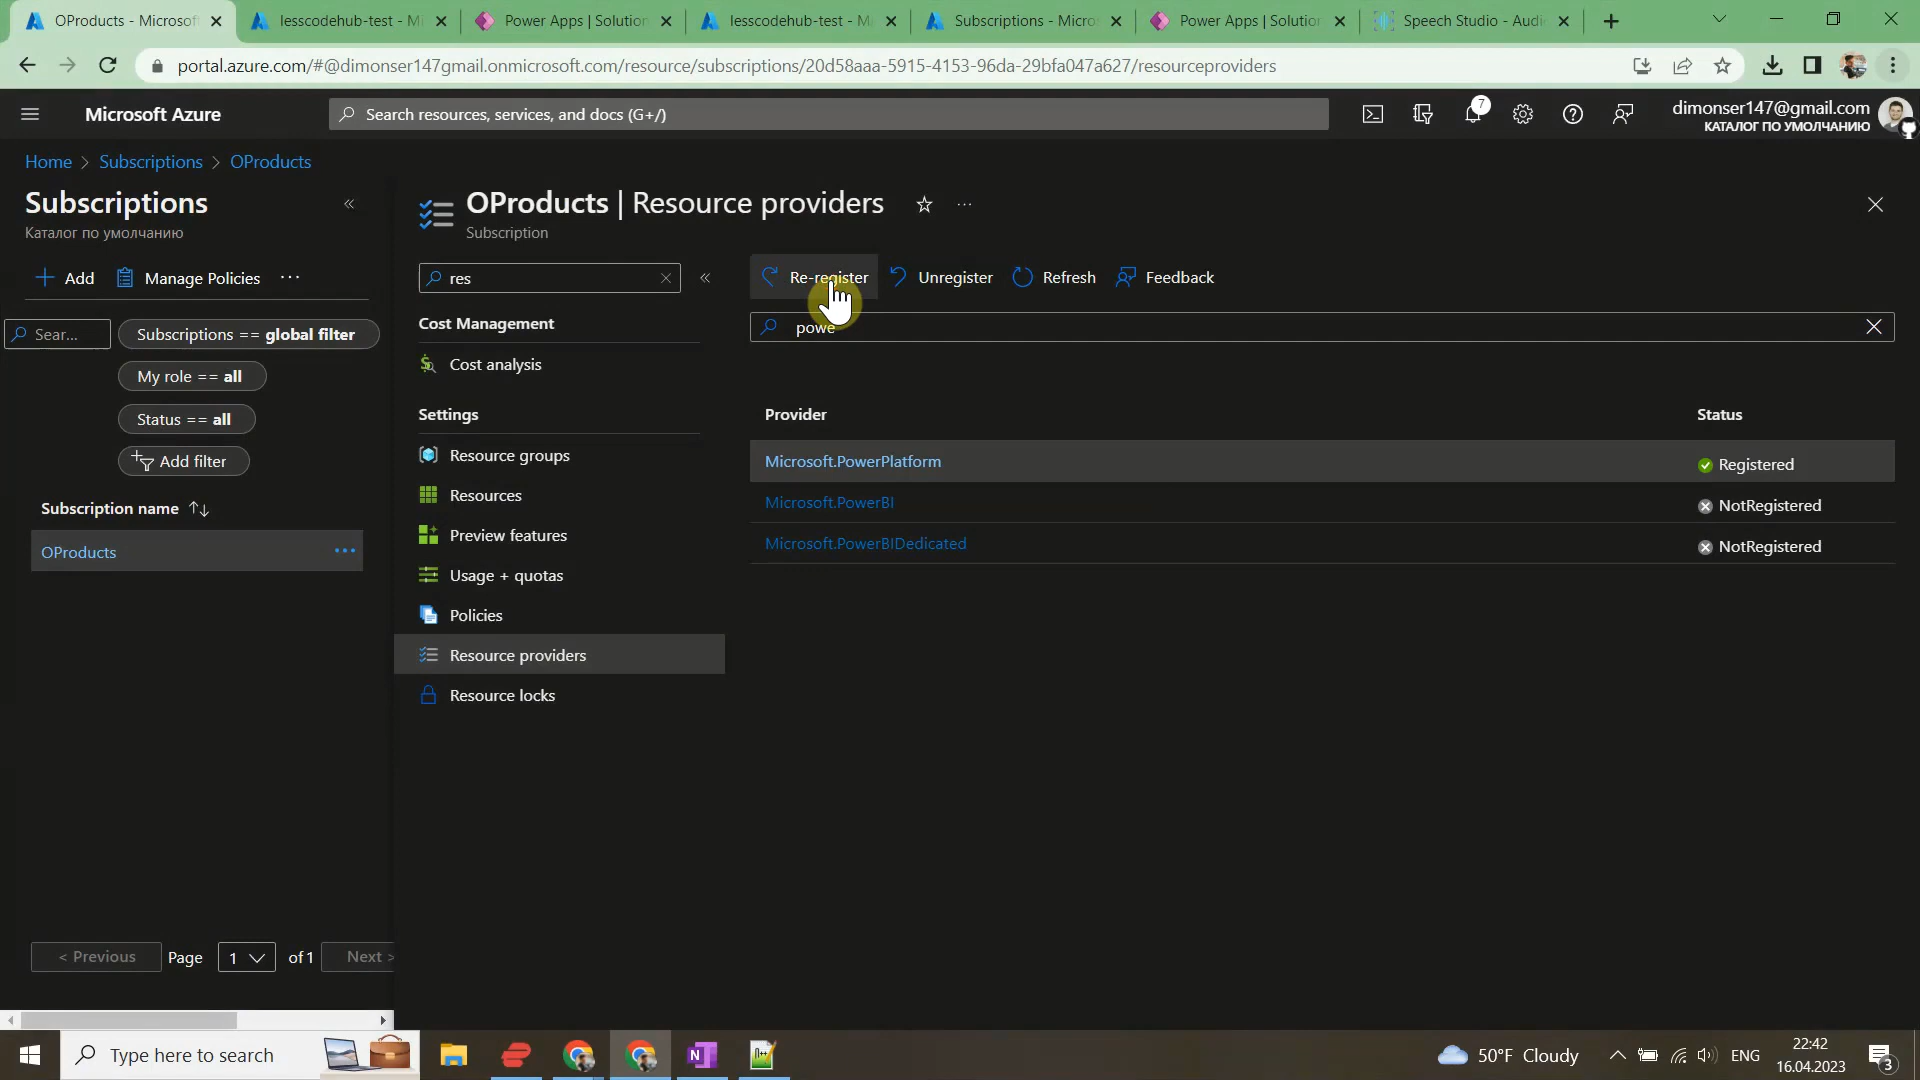 OProducts - Microsof
lesscodehub-test - Mi
Power Apps | Solution
lesscodehub-test - Mi
Subscriptions - Micro
Power Apps | Solution
Speech Studio - Audi
portal.azure.com/#@dimonser147gmail.onmicrosoft.com/resource/subscriptions/20d58aaa-5915-4153-96da-29bfa047a627/resourceproviders
Microsoft Azure
Search resources, services, and docs (G+/)
7
dimonser147@gmail.com
КАТАЛОГ ПО УМОЛЧАНИЮ
Home > Subscriptions > OProducts
Subscriptions
Каталог по умолчанию
Add
Manage Policies
Sear...
Subscriptions == global filter
My role == all
Status == all
Add filter
Subscription name
OProducts
< Previous
Page
1
of 1
Next >
OProducts | Resource providers
Subscription
res
Cost Management
Cost analysis
Settings
Resource groups
Resources
Preview features
Usage + quotas
Policies
Resource providers
Resource locks
Re-register
Unregister
Refresh
Feedback
powe
Provider
Status
Microsoft.PowerPlatform
Registered
Microsoft.PowerBI
NotRegistered
Microsoft.PowerBIDedicated
NotRegistered
Type here to search
N
50°F Cloudy
ENG
22:42
16.04.2023
3